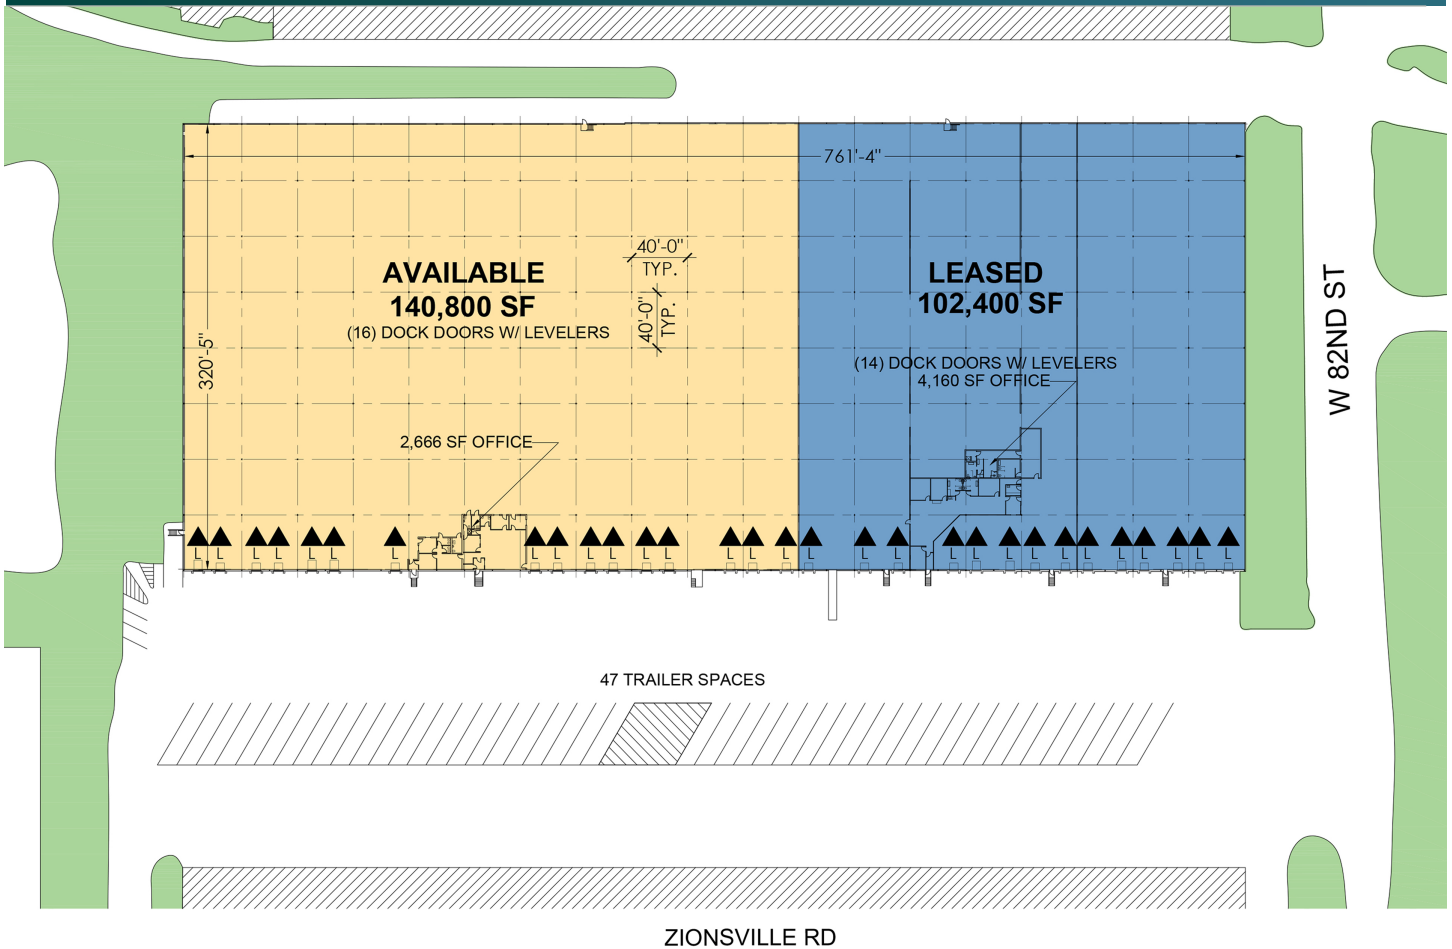 761'-4"
40'-0"
TYP.
AVAILABLE
140,800 SF
(16) DOCK DOORS W/ LEVELERS
40'-0"
TYP.
320'-5"
2,666 SF OFFICE
LEASED
102,400 SF
(14) DOCK DOORS W/ LEVELERS
4,160 SF OFFICE
W 82ND ST
L L L L L L L L L L L L L L L L L L L L L L L L L L L L L L
47 TRAILER SPACES
ZIONSVILLE RD